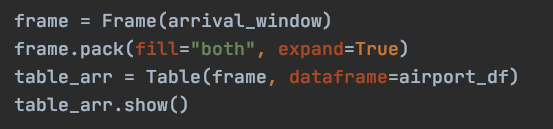 frame = Frame(arrival_window)
frame.pack(fill="both", expand=True)
table_arr = Table(frame, dataframe=airport_df)
table_arr.show()